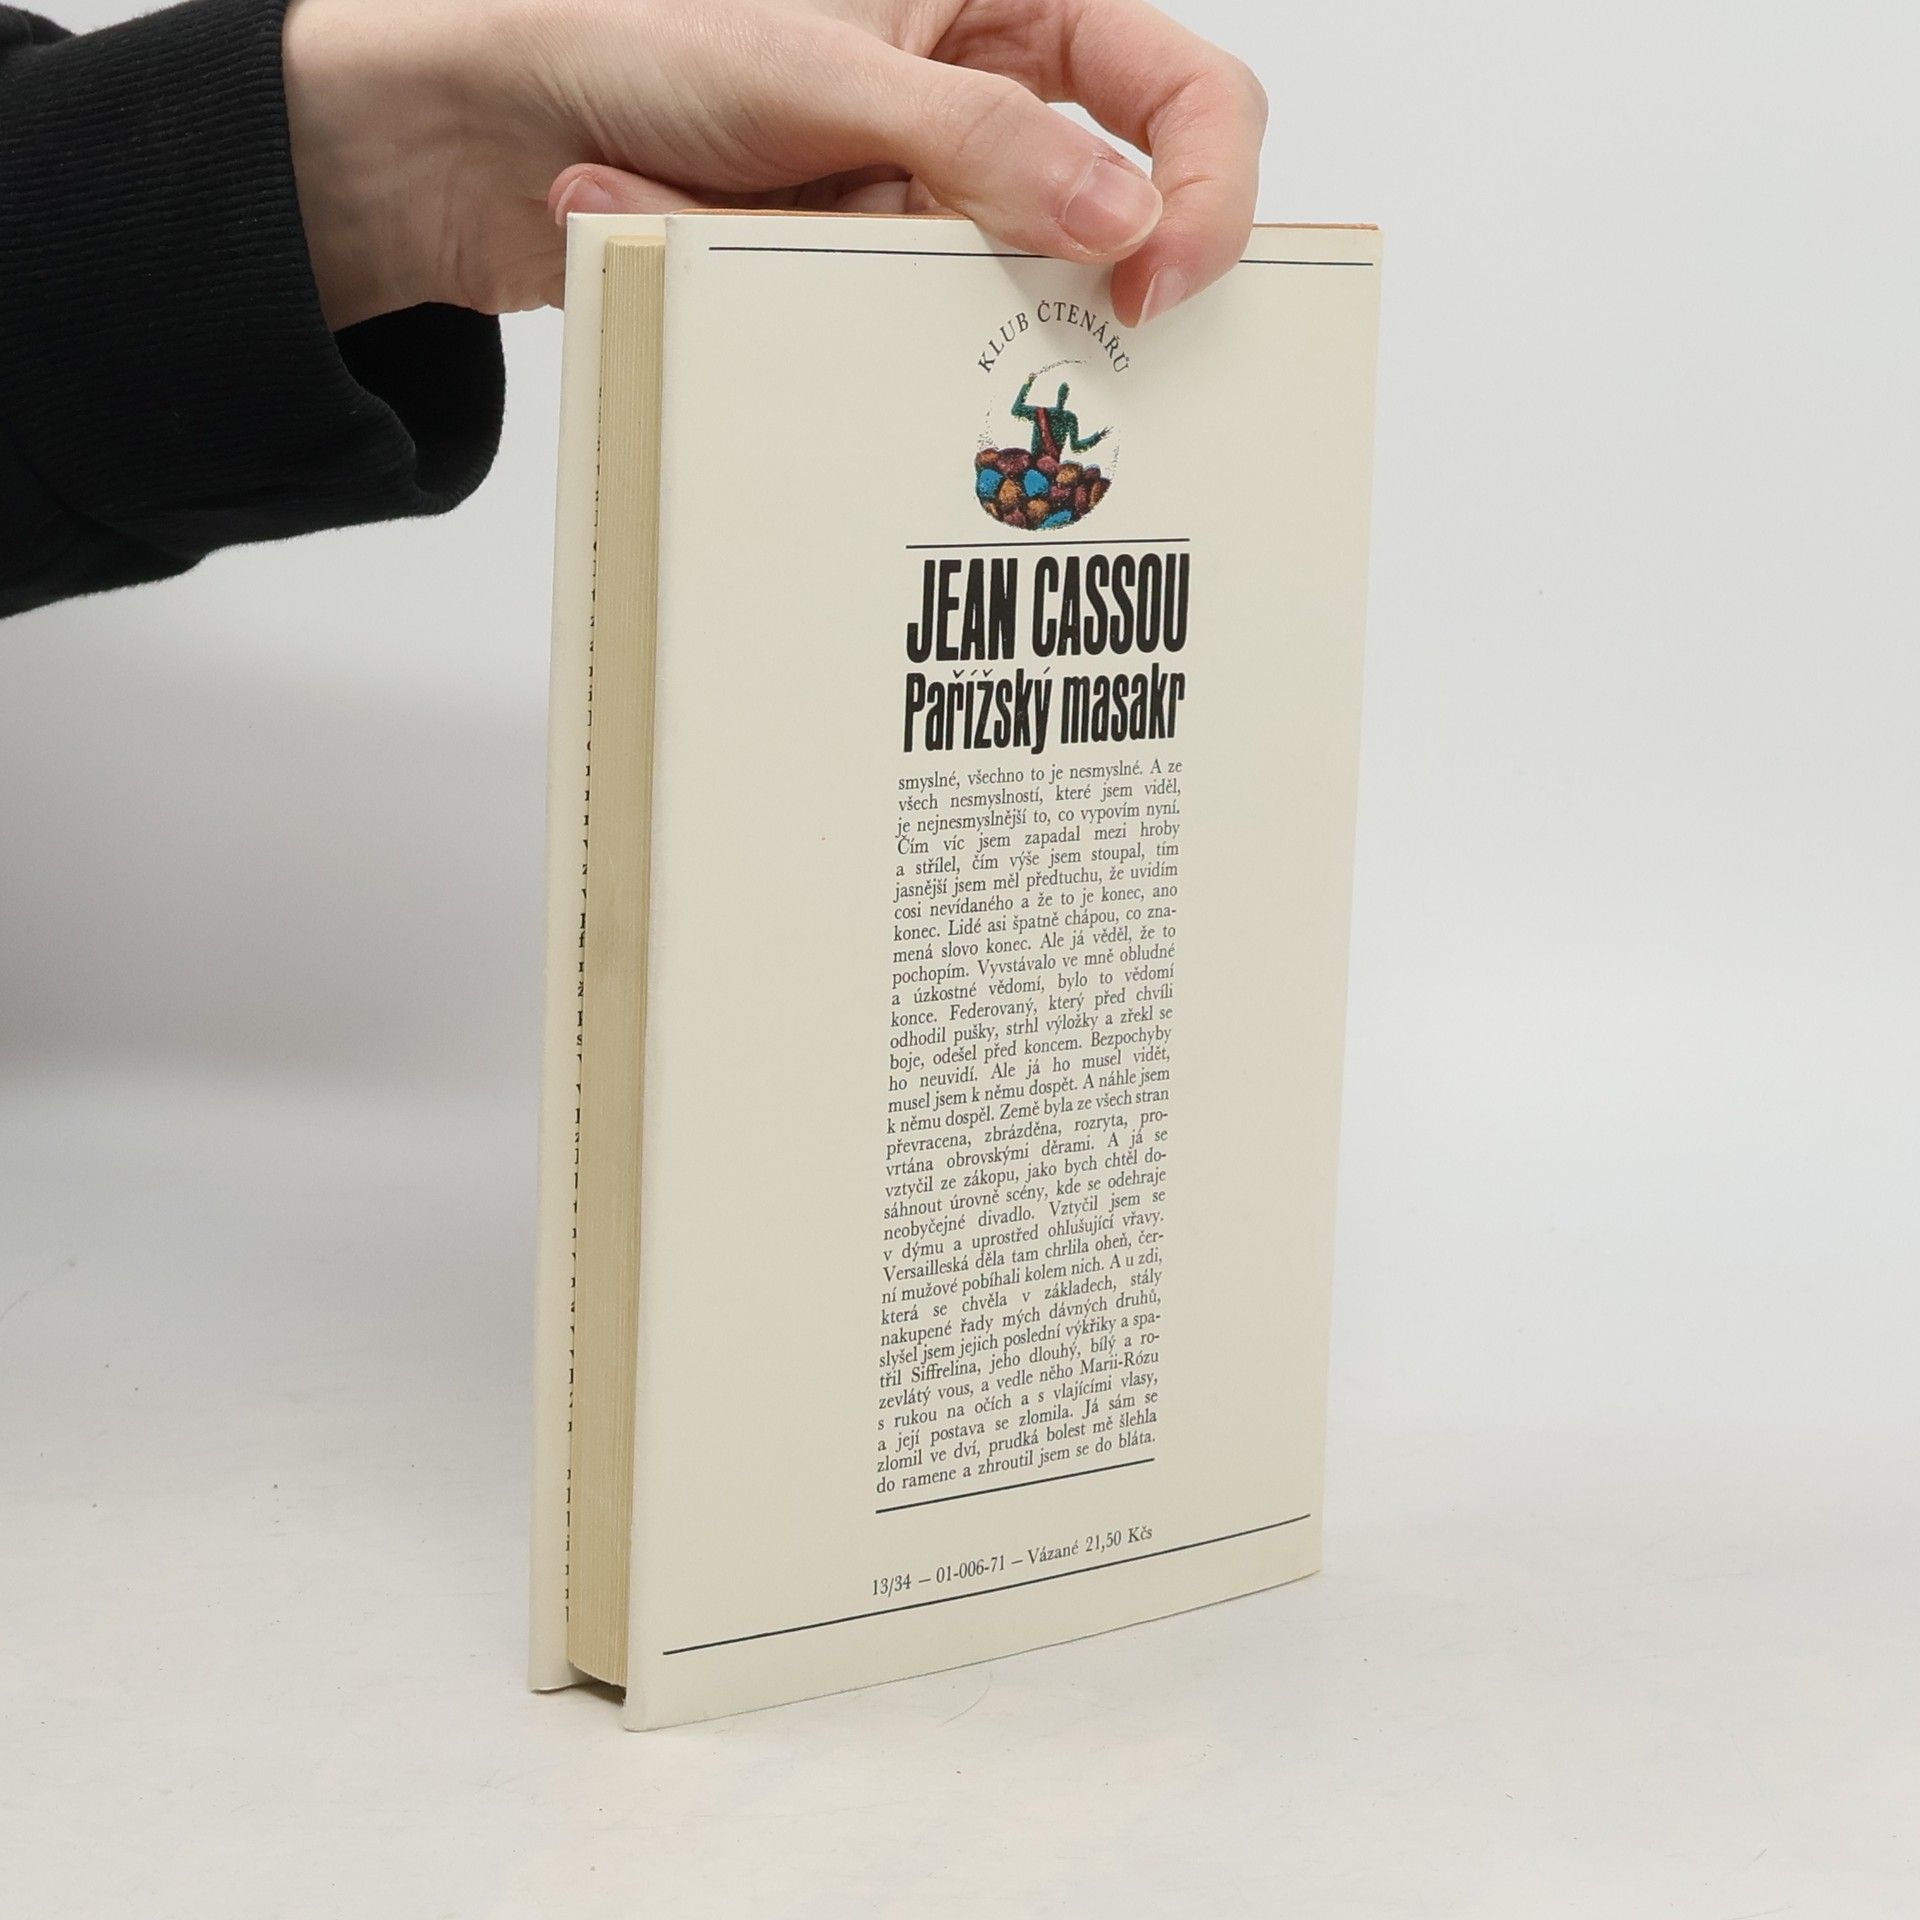 KLUB ČTENÁŘŮ
JEAN CASSOU
Pařížský masakr
smyslné, všechno to je nesmyslné. A ze
všech nesmyslností, které jsem viděl,
je nejnesmyslnější to, co vypovím nyní.
Čím víc jsem zapadal mezi hroby
a střílel, čím výše jsem stoupal, tím
jasnější jsem měl předtuchu, že uvidím
cosi nevídaného a že to je konec, ano
konec. Lidé asi špatně chápou, co zna-
mená slovo konec. Ale já věděl, že to
pochopím. Vyvstávalo ve mně obludné
a úzkostné vědomí, bylo to vědomí
konce. Federovaný, který před chvíli
odhodil pušky, strhl výložky a zřekl se
boje, odešel před koncem. Bezpochyby
ho neuvidí. Ale já ho musel vidět,
musel jsem k němu dospět. A náhle jsem
k němu dospěl. Země byla ze všech stran
převracena, zbrázděna, rozryta, pro-
vrtána obrovskými děrami. A já se
vztyčil ze zákopu, jako bych chtěl do-
sáhnout úrovně scény, kde se odehraje
neobyčejné divadlo. Vztyčil jsem se
v dýmu a uprostřed ohlušující vřavy.
Versailleská děla tam chrlila oheň, čer-
ní mužové pobíhali kolem nich. A u zdi,
která se chvěla v základech, stály
nakupené řady mých dávných druhů,
slyšel jsem jejich poslední výkřiky a spa-
třil Siffrelina, jeho dlouhý, bílý a ro-
zevlátý vous, a vedle něho Marii-Rózu
s rukou na očích a s vlajícími vlasy,
a její postava se zlomila. Já sám se
zlomil ve dví, prudká bolest mě šlehla
do ramene a zhroutil jsem se do bláta.
13/34 – 01-006-71 – Vázané 21,50 Kčs